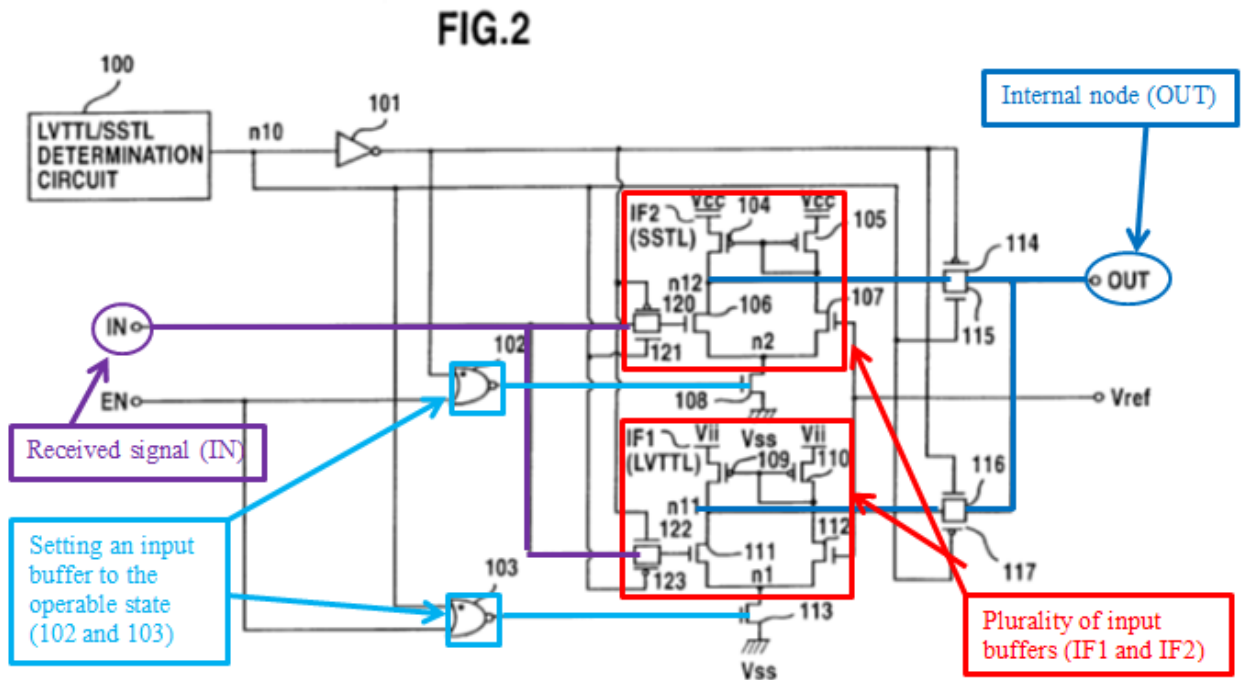 FIG.2
100
LVTTL/SSTL
DETERMINATION
CIRCUIT
n10
101
Internal node (OUT)
IF2
(SSTL)
Vcc
104
Vcc
105
114
n12
OUT
120
106
107
115
IN
121
n2
102
EN
108
Vref
Received signal (IN)
IF1
(LVTTL)
Vii
Vss
Vii
109
110
116
n11
122
112
Setting an input
buffer to the
operable state
(102 and 103)
111
123
n1
117
103
113
Vss
Plurality of input
buffers (IF1 and IF2)